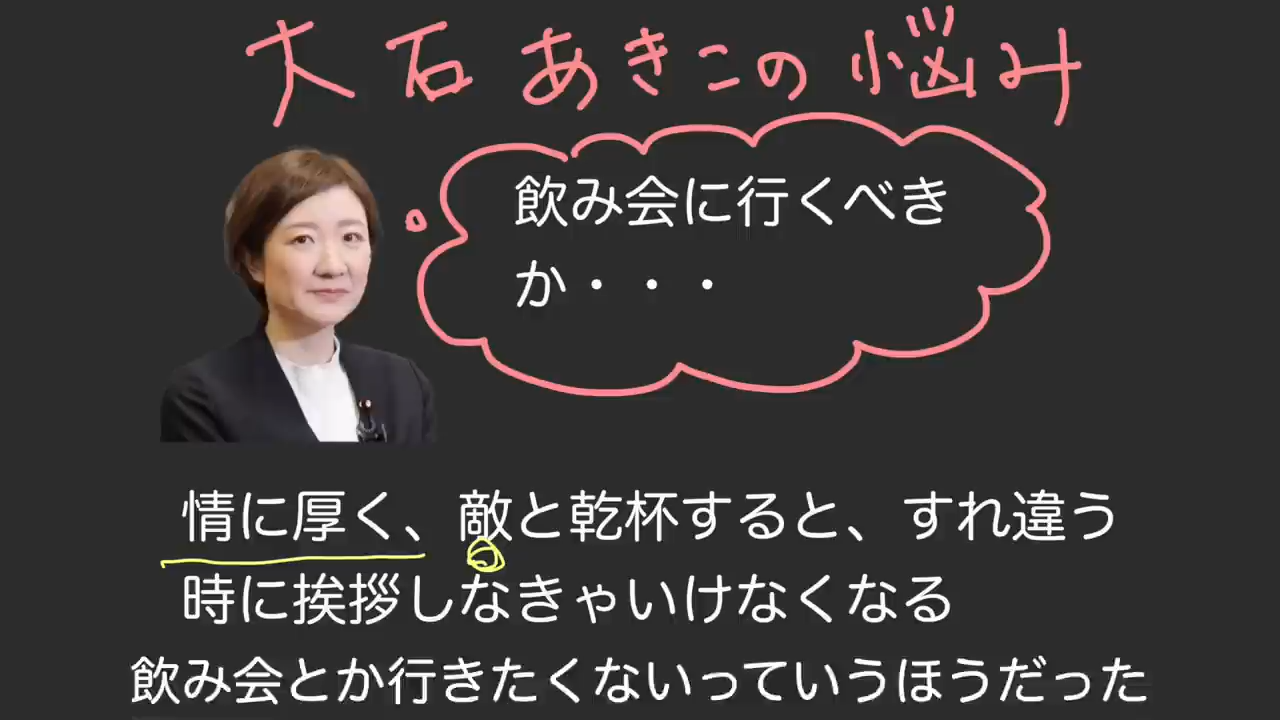 大石あきこの悩み
飲み会に行くべき
か・・・
情に厚く、敵と乾杯すると、すれ違う
時に挨拶しなきゃいけなくなる
飲み会とか行きたくないっていうほうだった